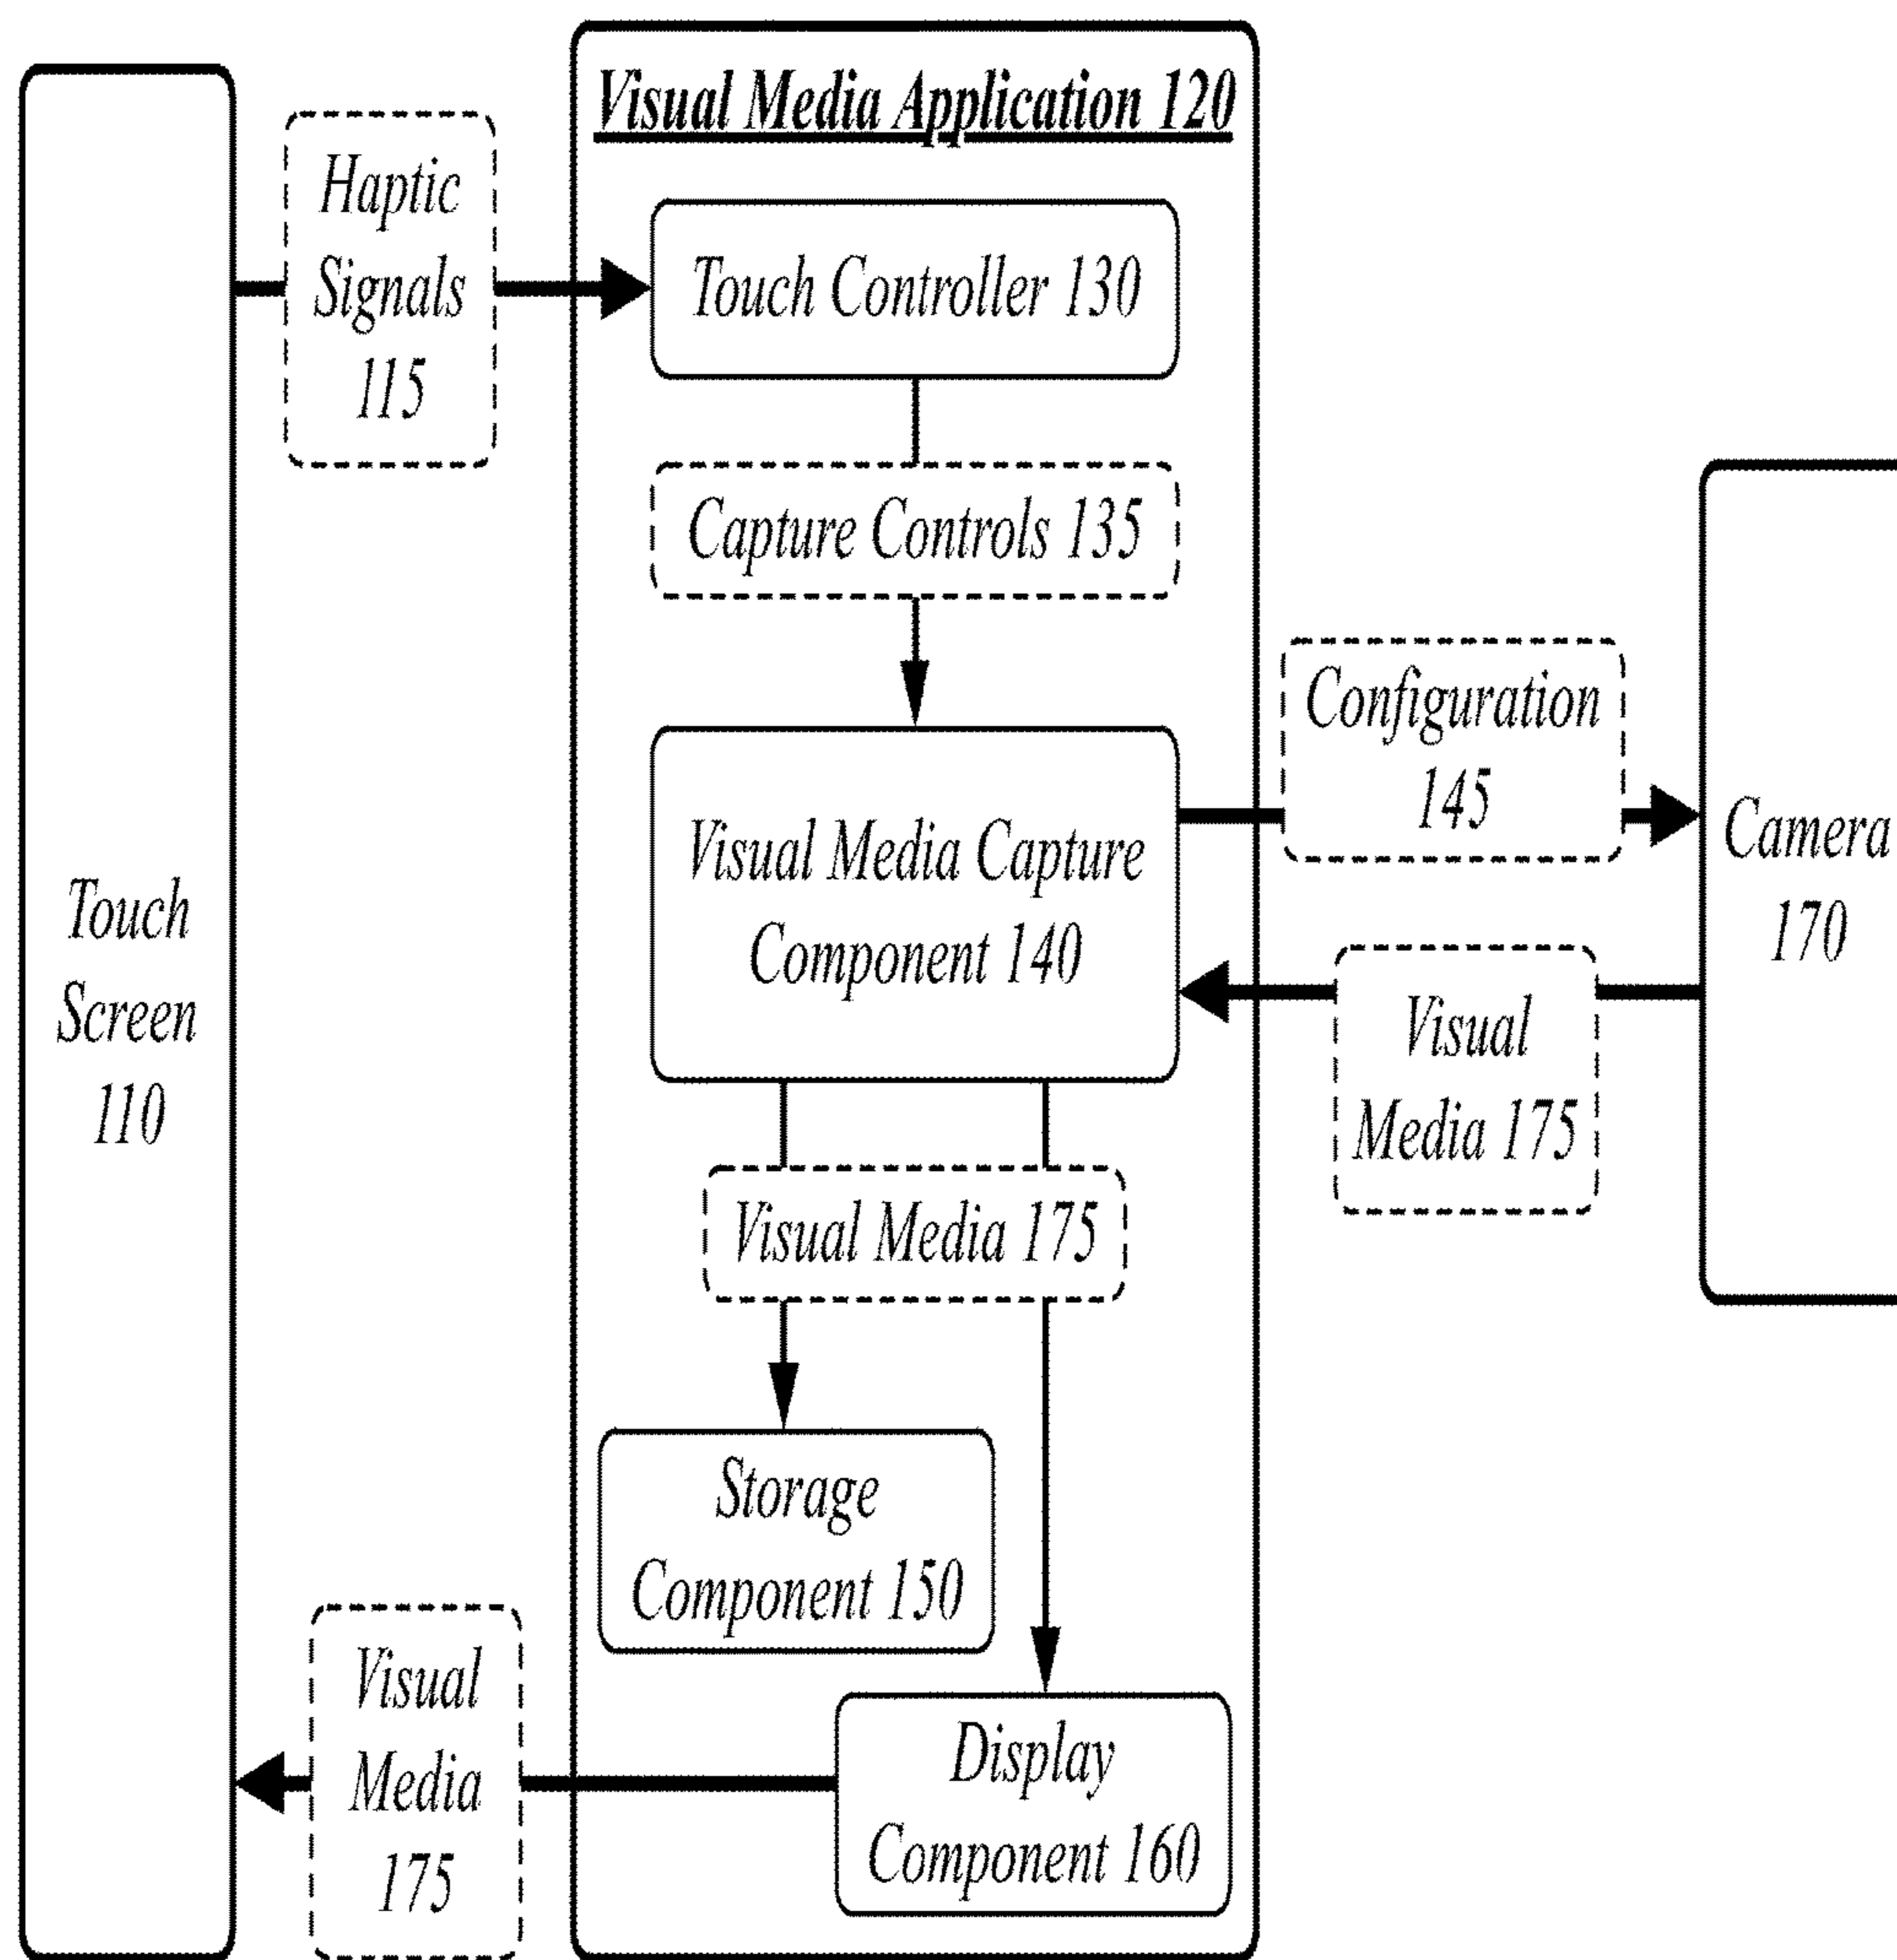 Visual Media Application 120
Haptic
Signals
115
Touch Controller 130
Capture Controls 135
Configuration
145
Visual Media Capture
Component 140
Camera
170
Touch
Screen
110
Visual
Media 175
Visual Media 175
Storage
Component 150
Visual
Media
175
Display
Component 160